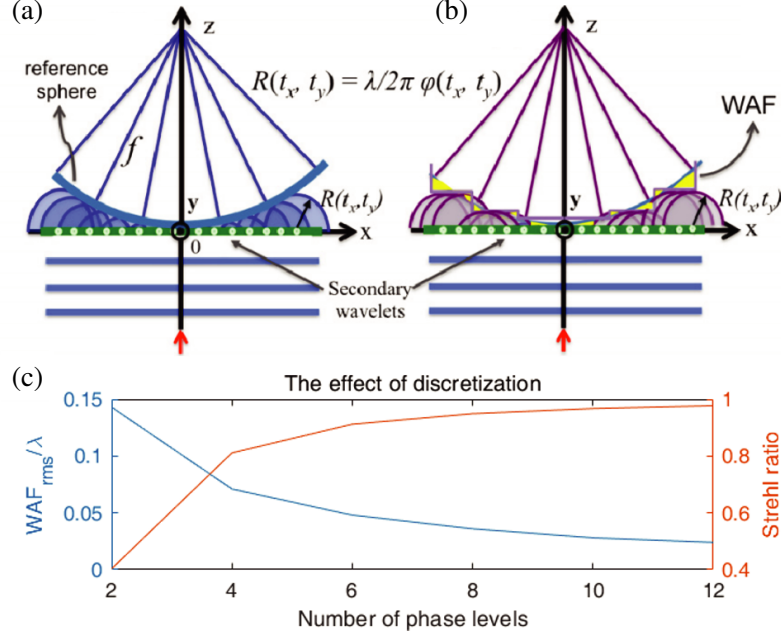 (a)
z
reference
sphere
f
R(tx, ty) = λ/2π φ(tx, ty)
y
R(tx,ty)
x
0
Secondary
wavelets
(b)
z
WAF
y
R(tx,ty)
x
(c)
The effect of discretization
WAFrms/λ
0.15
0.1
0.05
0
2
4
6
8
10
12
Number of phase levels
1
0.8
0.6
0.4
Strehl ratio